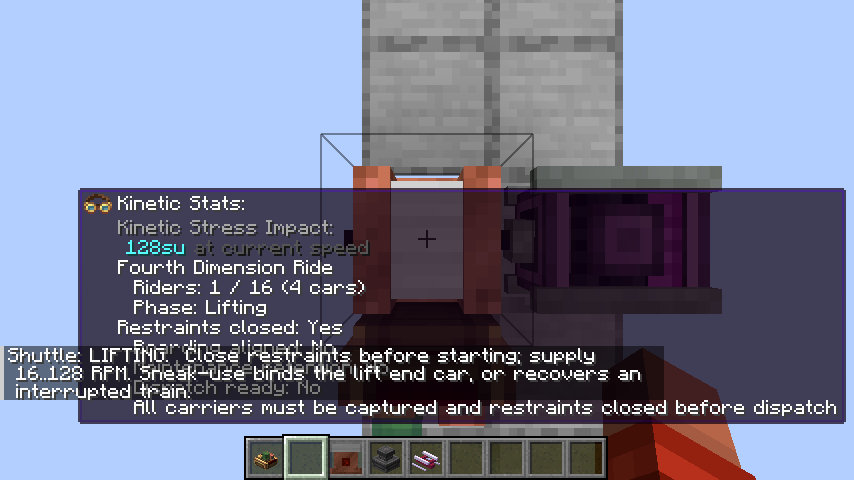 Kinetic Stats:
Kinetic Stress Impact:
128su at current speed
Fourth Dimension Ride
Riders: 1 / 16 (4 cars)
Phase: Lifting
Restraints closed: Yes
Boarding aligned: No
Shuttle: LIFTING. Close restraints before starting; supply
16..128 RPM. Sneak-use binds the lift end car, or recovers an
interrupted train.
Dispatch ready: No
All carriers must be captured and restraints closed before dispatch